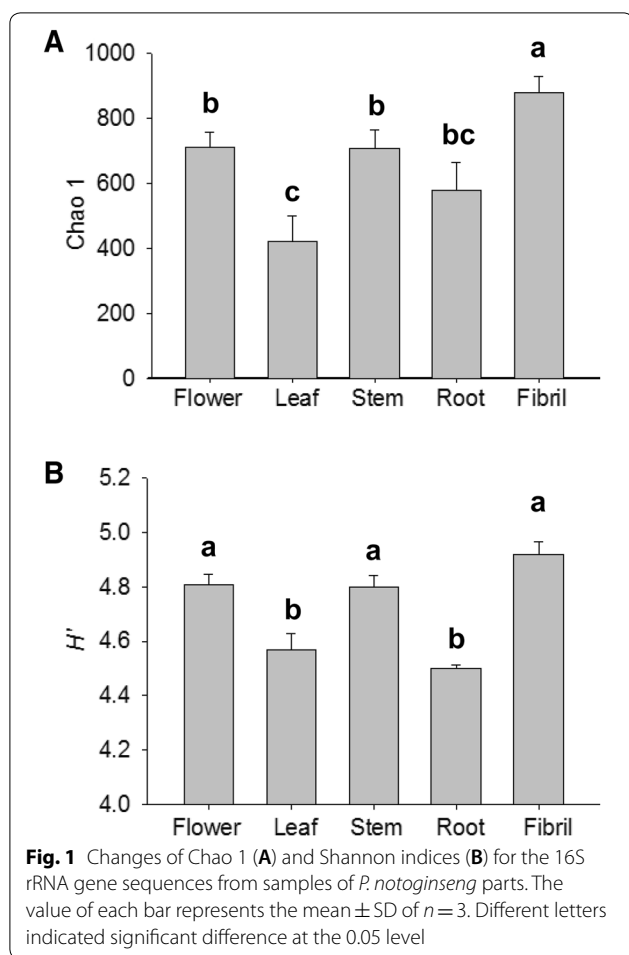 A
a
1000
b
b
800
bc
600
c
400
200
0
Chao 1
Flower Leaf Stem Root Fibril
B
5.2
a
a
a
5.0
4.8
b
b
4.6
4.4
4.2
4.0
H'
Flower Leaf Stem Root Fibril
Fig. 1 Changes of Chao 1 (A) and Shannon indices (B) for the 16S
rRNA gene sequences from samples of P. notoginseng parts. The
value of each bar represents the mean ± SD of n = 3. Different letters
indicated significant difference at the 0.05 level